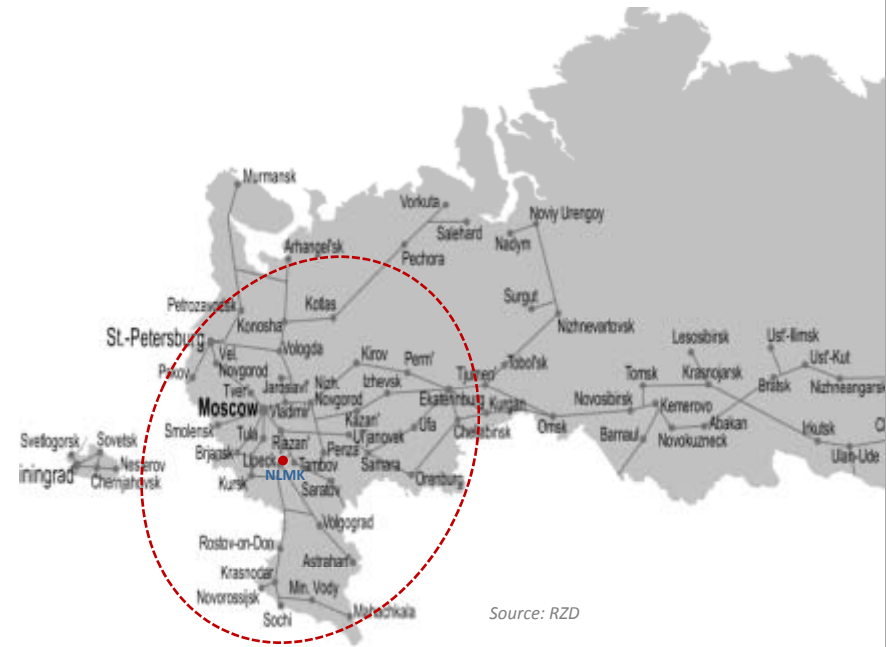 Murmansk
Vorkuta
Noviy Urengoy
Salehard
Nadym
Arhangel'sk
Pechora
Petrozavodsk
Kotlas
Surgut
Konosha
Nizhnevartovsk
St.-Petersburg
Lesosibirsk
Ust'-Ilimsk
Vologda
Vel.
Novgorod
Kirov
Perm'
Tobol'sk
Ust'-Kut
Pskov
Tjumen'
Tomsk
Krasnojarsk
Bratsk
Nizhneangarsk
Tver'
Jaroslavl'
Nizh.
Novgorod
Izhevsk
Ekaterinburg
Kurgan
Novosibirsk
Kemerovo
Moscow
Vladimir
Kazan'
Smolensk
Ufa
Cheliabinsk
Omsk
Abakan
Irkutsk
Tula
Rjazan'
Ul'janovsk
Barnaul
Novokuzneck
Svetlogorsk
Sovetsk
Brjansk
Penza
Ulan-Ude
Lipeck
Tambov
Samara
Nesterov
iningrad
NLMK
Orenburg
Chernjahovsk
Kursk
Saratov
Volgograd
Rostov-on-Don
Astrahan'
Krasnodar
Min. Vody
Novorossijsk
Mahachkala
Sochi
Source: RZD